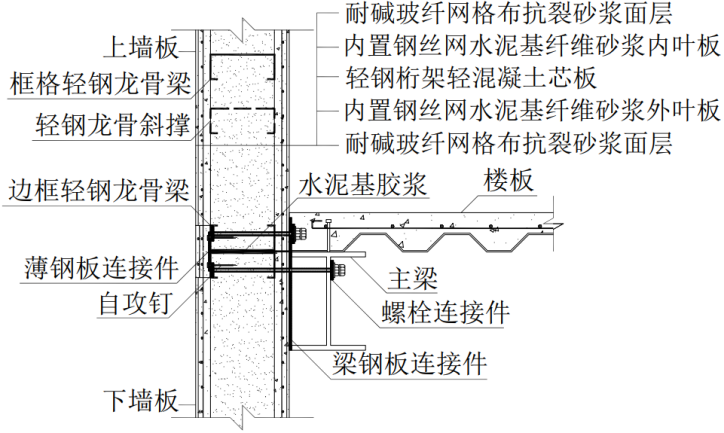 耐碱玻纤网格布抗裂砂浆面层
上墙板
内置钢丝网水泥基纤维砂浆内叶板
框格轻钢龙骨梁
轻钢桁架轻混凝土芯板
内置钢丝网水泥基纤维砂浆外叶板
轻钢龙骨斜撑
耐碱玻纤网格布抗裂砂浆面层
边框轻钢龙骨梁
水泥基胶浆
楼板
薄钢板连接件
主梁
自攻钉
螺栓连接件
梁钢板连接件
下墙板